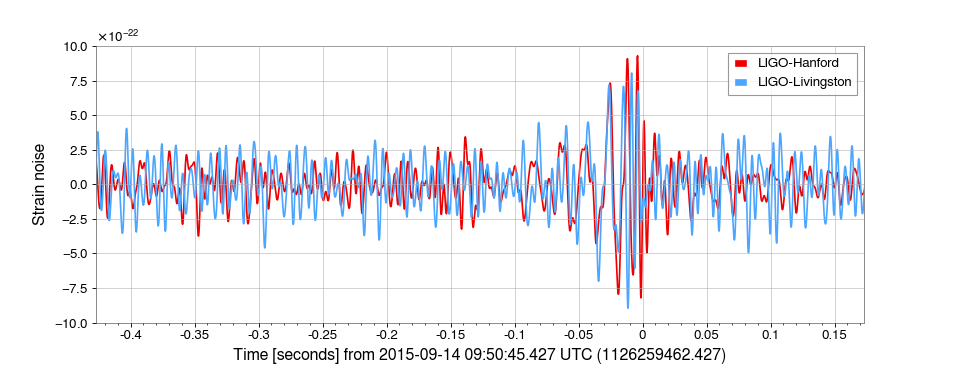 ×10⁻²²
10.0
7.5
5.0
2.5
0.0
−2.5
−5.0
−7.5
−10.0
Strain noise
LIGO-Hanford
LIGO-Livingston
-0.4 -0.35 -0.3 -0.25 -0.2 -0.15 -0.1 -0.05 0 0.05 0.1 0.15
Time [seconds] from 2015-09-14 09:50:45.427 UTC (1126259462.427)